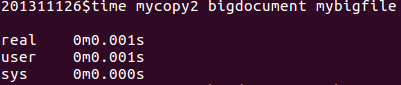 201311126$time mycopy2 bigdocument mybigfile
real 0m0.001s
user 0m0.001s
sys 0m0.000s